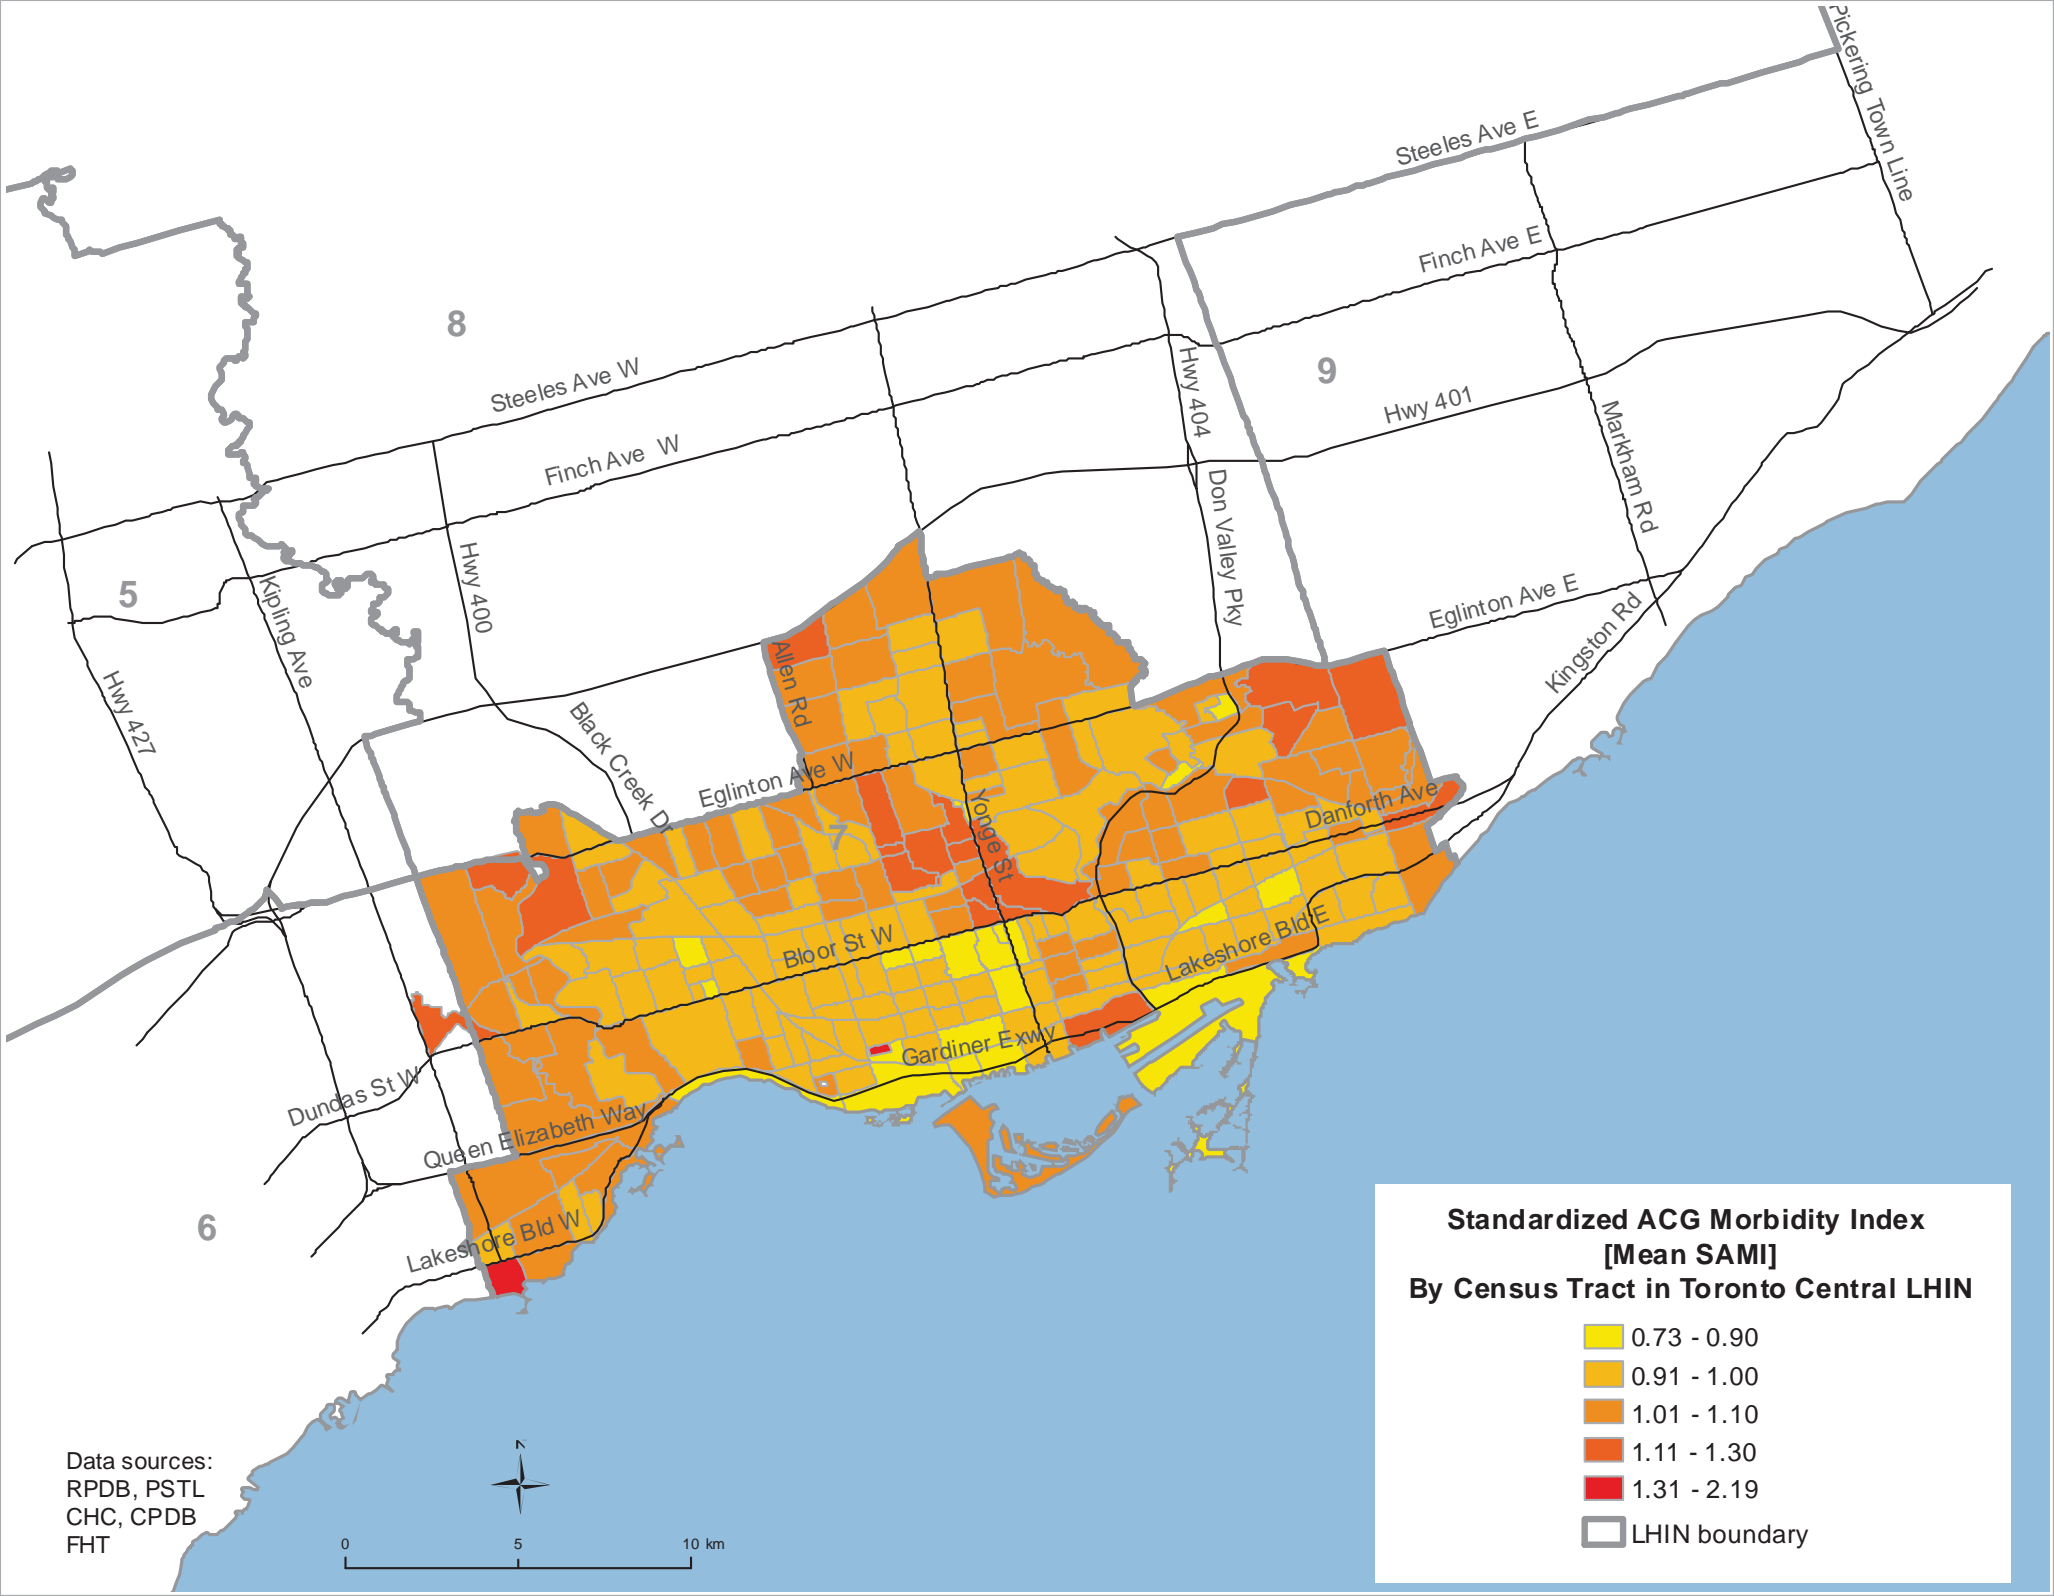 Pickering Town Line
Steeles Ave E
Finch Ave E
8
Steeles Ave W
Hwy 404
9
Hwy 401
Markham Rd
Finch Ave W
Don Valley Pky
5
Kipling Ave
Hwy 400
Eglinton Ave E
Kingston Rd
Hwy 427
Allen Rd
Black Creek Dr
Eglinton Ave W
7
Yonge St
Danforth Ave
Bloor St W
Lakeshore Bld E
Gardiner Exwy
Dundas St W
Queen Elizabeth Way
6
Lakeshore Bld W
Standardized ACG Morbidity Index
[Mean SAMI]
By Census Tract in Toronto Central LHIN
0.73 - 0.90
0.91 - 1.00
1.01 - 1.10
1.11 - 1.30
1.31 - 2.19
LHIN boundary
Data sources:
RPDB, PSTL
CHC, CPDB
FHT
N
0 5 10 km